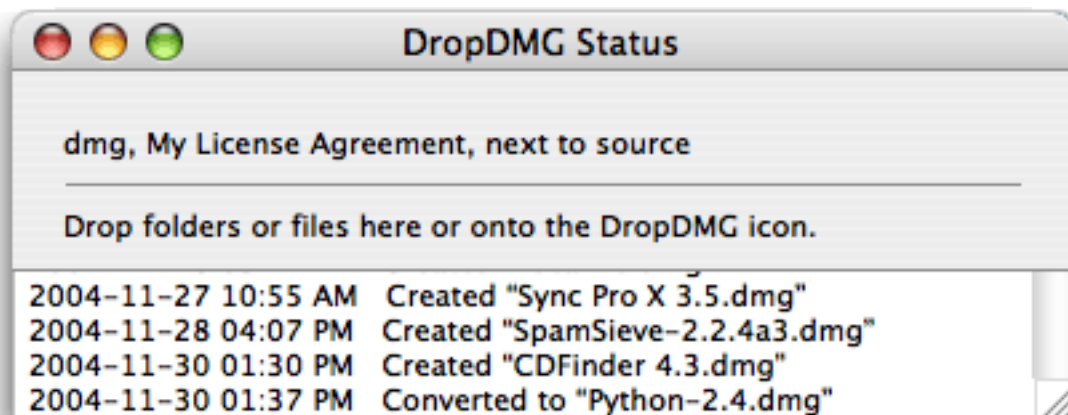 DropDMG Status
dmg, My License Agreement, next to source
Drop folders or files here or onto the DropDMG icon.
2004-11-27 10:55 AM Created "Sync Pro X 3.5.dmg"
2004-11-28 04:07 PM Created "SpamSieve-2.2.4a3.dmg"
2004-11-30 01:30 PM Created "CDFinder 4.3.dmg"
2004-11-30 01:37 PM Converted to "Python-2.4.dmg"